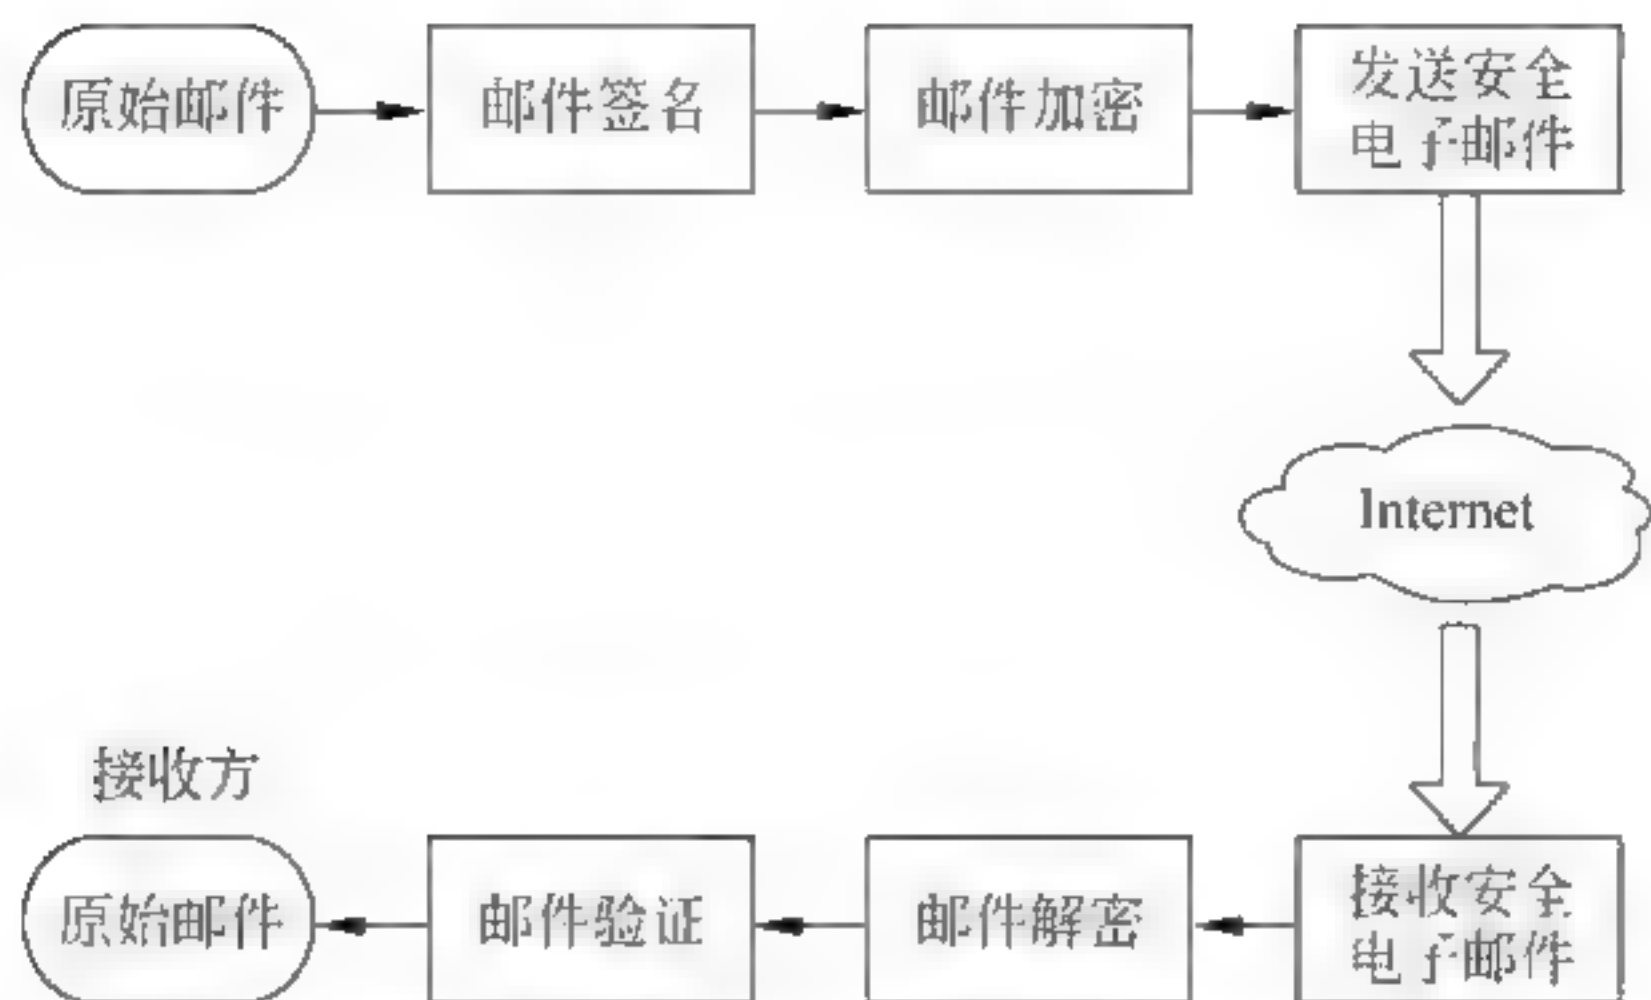 原始邮件
邮件签名
邮件加密
发送安全
电子邮件
Internet
接收方
原始邮件
邮件验证
邮件解密
接收安全
电子邮件